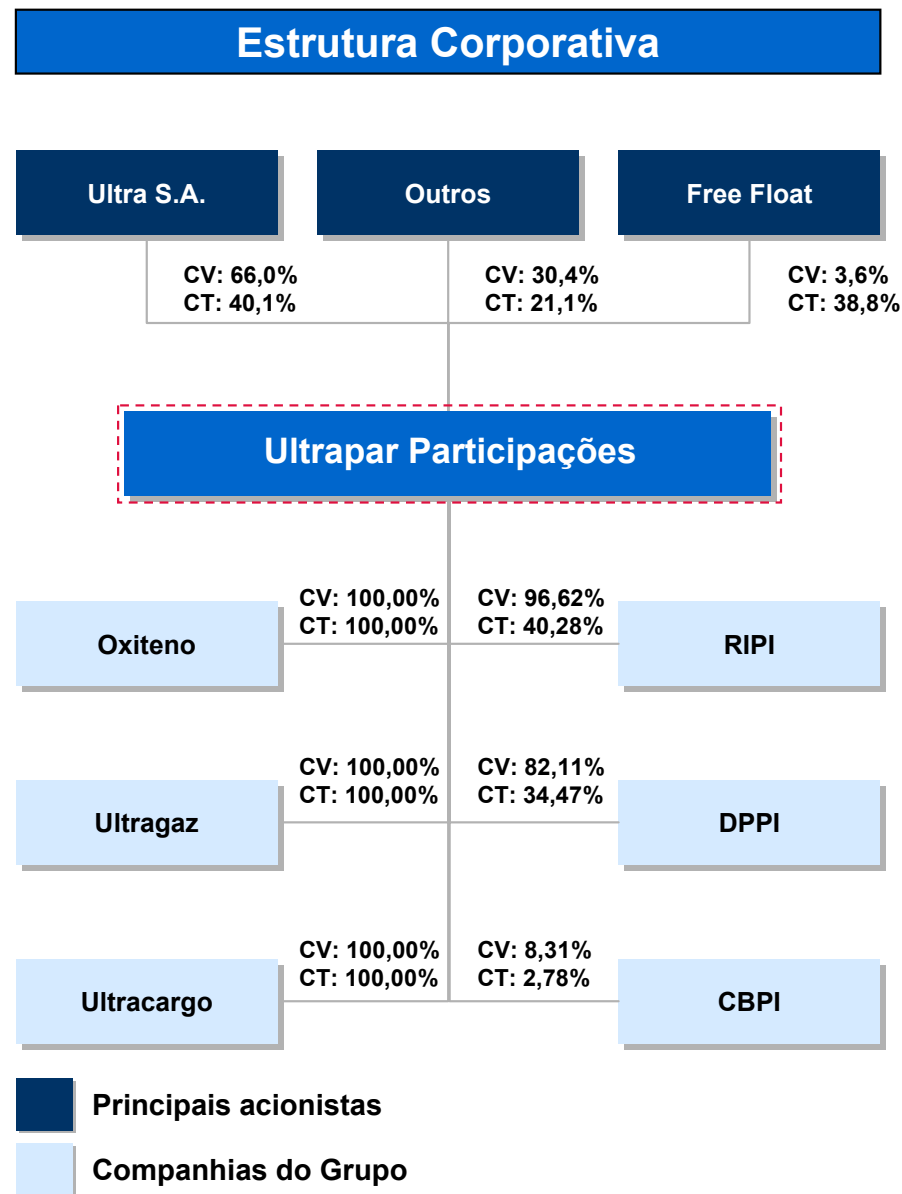 Estrutura Corporativa
Ultra S.A.
Outros
Free Float
CV: 66,0%
CT: 40,1%
CV: 30,4%
CT: 21,1%
CV: 3,6%
CT: 38,8%
Ultrapar Participações
Oxiteno
CV: 100,00%
CT: 100,00%
CV: 96,62%
CT: 40,28%
RIPI
Ultragaz
CV: 100,00%
CT: 100,00%
CV: 82,11%
CT: 34,47%
DPPI
Ultracargo
CV: 100,00%
CT: 100,00%
CV: 8,31%
CT: 2,78%
CBPI
Principais acionistas
Companhias do Grupo